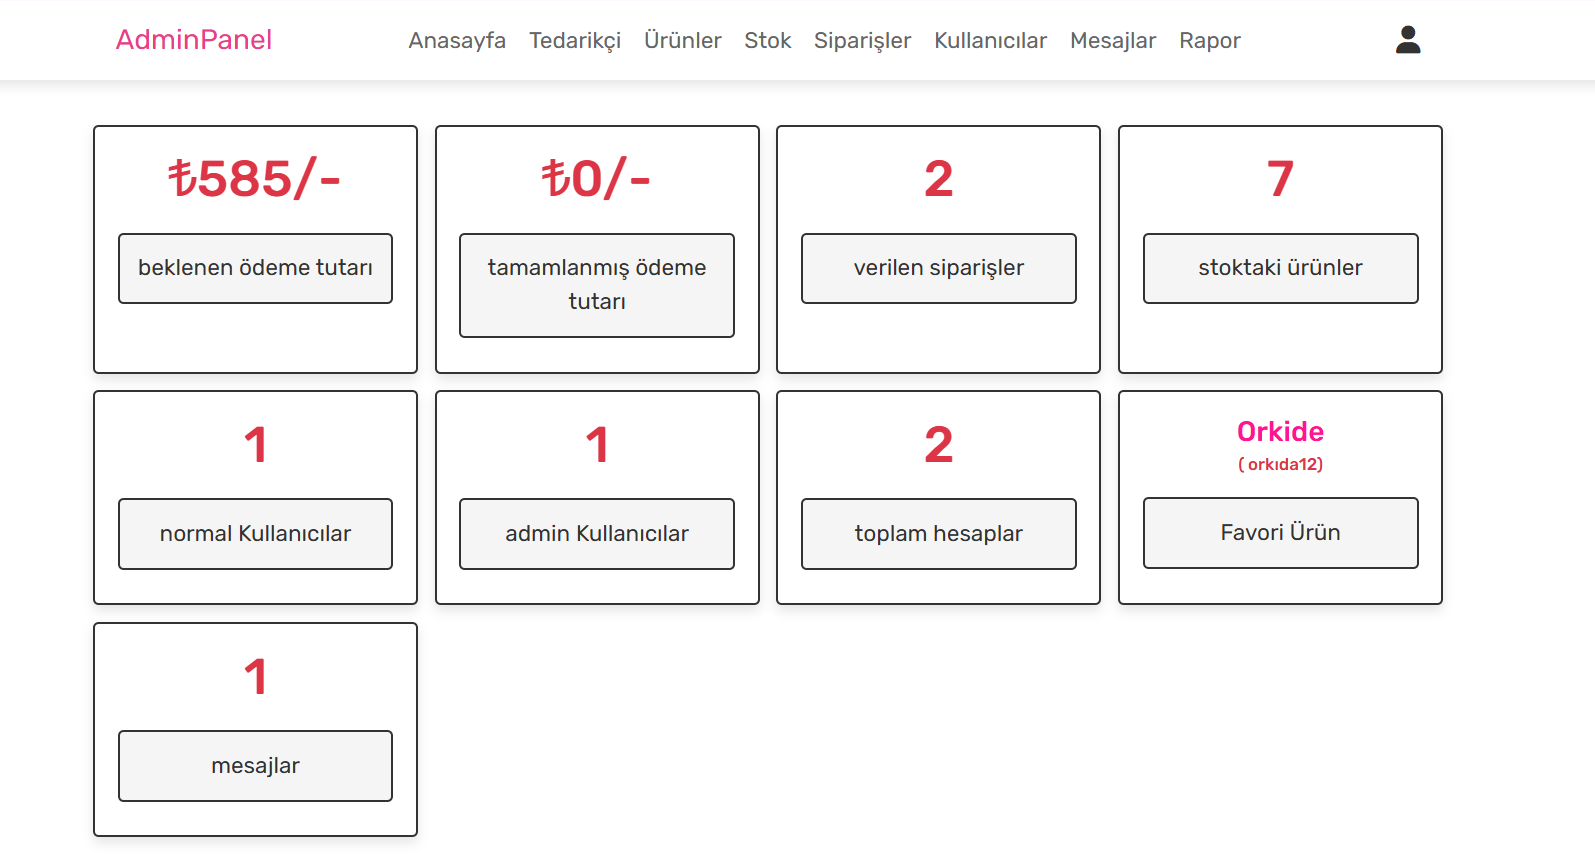 AdminPanel
Anasayfa Tedarikçi Ürünler Stok Siparişler Kullanıcılar Mesajlar Rapor
₺585/-
beklenen ödeme tutarı
₺0/-
tamamlanmış ödeme
tutarı
2
verilen siparişler
7
stoktaki ürünler
1
normal Kullanıcılar
1
admin Kullanıcılar
2
toplam hesaplar
Orkide
( orkıda12)
Favori Ürün
1
mesajlar